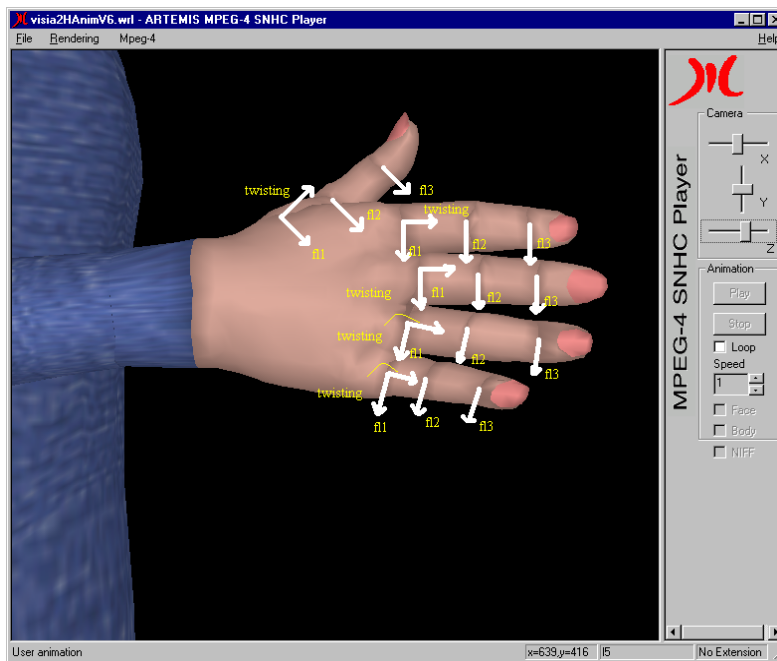 visia2HAnimV6.wrl - ARTEMIS MPEG-4 SNHC Player
File Rendering Mpeg-4 Help
twisting
fl3
fl2
twisting
fl1
fl1
fl2
fl3
twisting
fl1
fl2
fl3
twisting
fl1
fl2
fl3
twisting
fl1
fl2
fl3
MPEG-4 SNHC Player
Camera
X
Y
Z
Animation
Play
Stop
Loop
Speed
1
Face
Body
NIFF
User animation x=639,y=416 I5 No Extension